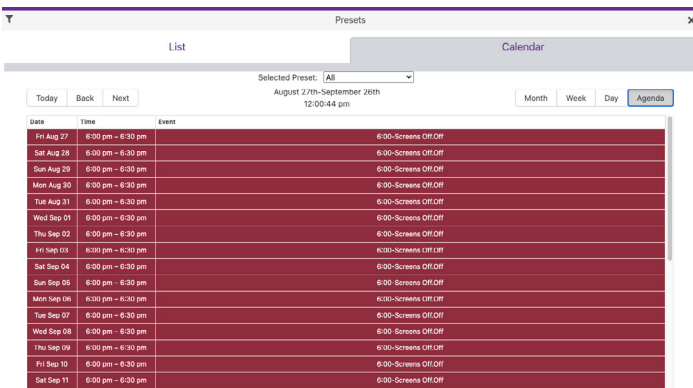 Presets
List
Calendar
Selected Preset: All
Today Back Next
August 27th-September 26th
12:00:44 pm
Month Week Day Agenda
Date Time Event
Fri Aug 27 6:00 pm – 6:30 pm 6:00-Screens Off.Off
Sat Aug 28 6:00 pm – 6:30 pm 6:00-Screens Off.Off
Sun Aug 29 6:00 pm – 6:30 pm 6:00-Screens Off.Off
Mon Aug 30 6:00 pm – 6:30 pm 6:00-Screens Off.Off
Tue Aug 31 6:00 pm – 6:30 pm 6:00-Screens Off.Off
Wed Sep 01 6:00 pm – 6:30 pm 6:00-Screens Off.Off
Thu Sep 02 6:00 pm – 6:30 pm 6:00-Screens Off.Off
Fri Sep 03 6:00 pm – 6:30 pm 6:00-Screens Off.Off
Sat Sep 04 6:00 pm – 6:30 pm 6:00-Screens Off.Off
Sun Sep 05 6:00 pm – 6:30 pm 6:00-Screens Off.Off
Mon Sep 06 6:00 pm – 6:30 pm 6:00-Screens Off.Off
Tue Sep 07 6:00 pm – 6:30 pm 6:00-Screens Off.Off
Wed Sep 08 6:00 pm – 6:30 pm 6:00-Screens Off.Off
Thu Sep 09 6:00 pm – 6:30 pm 6:00-Screens Off.Off
Fri Sep 10 6:00 pm – 6:30 pm 6:00-Screens Off.Off
Sat Sep 11 6:00 pm – 6:30 pm 6:00-Screens Off.Off